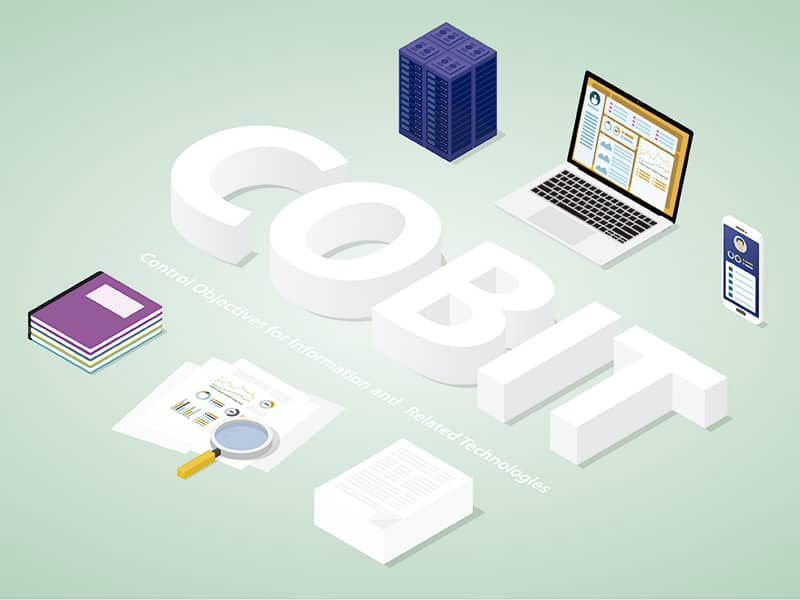 COBIT
Control Objectives for Information and Related Technologies